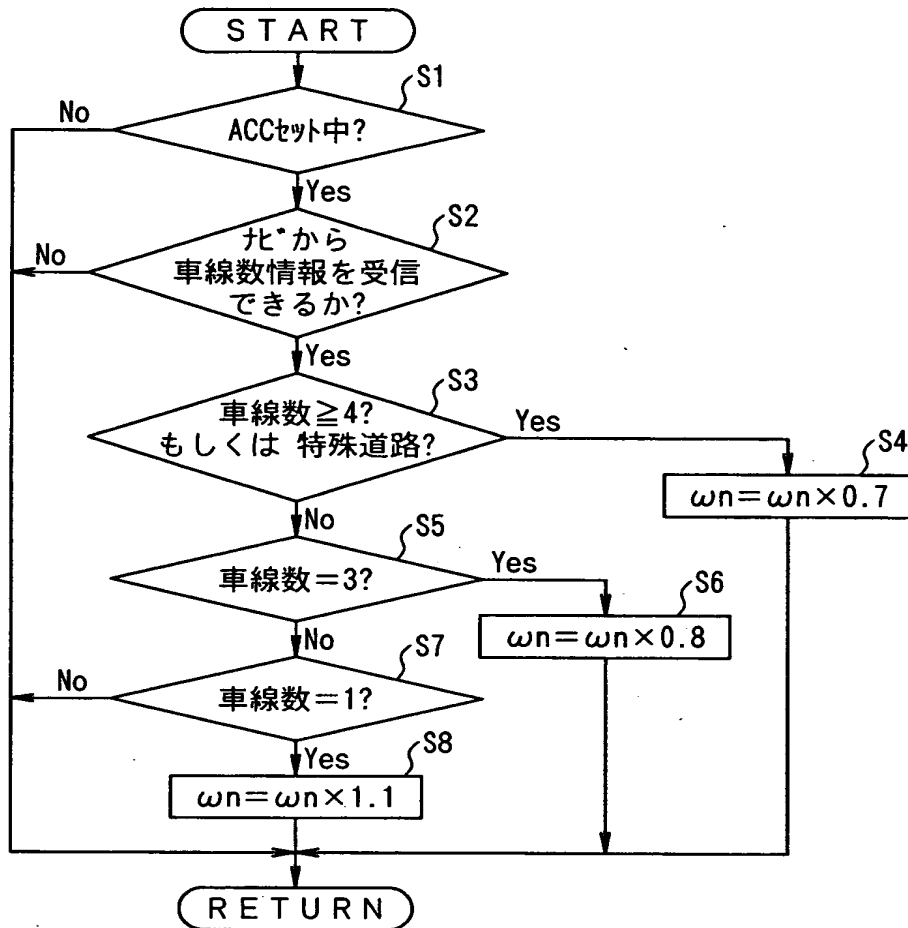 START
S1
No
ACCセット中?
Yes
S2
No
ナビから
車線数情報を受信
できるか?
Yes
S3
車線数≧4?
もしくは 特殊道路?
Yes
S4
ωn=ωn×0.7
No
S5
車線数=3?
Yes
S6
ωn=ωn×0.8
No
S7
No
車線数=1?
Yes
S8
ωn=ωn×1.1
RETURN